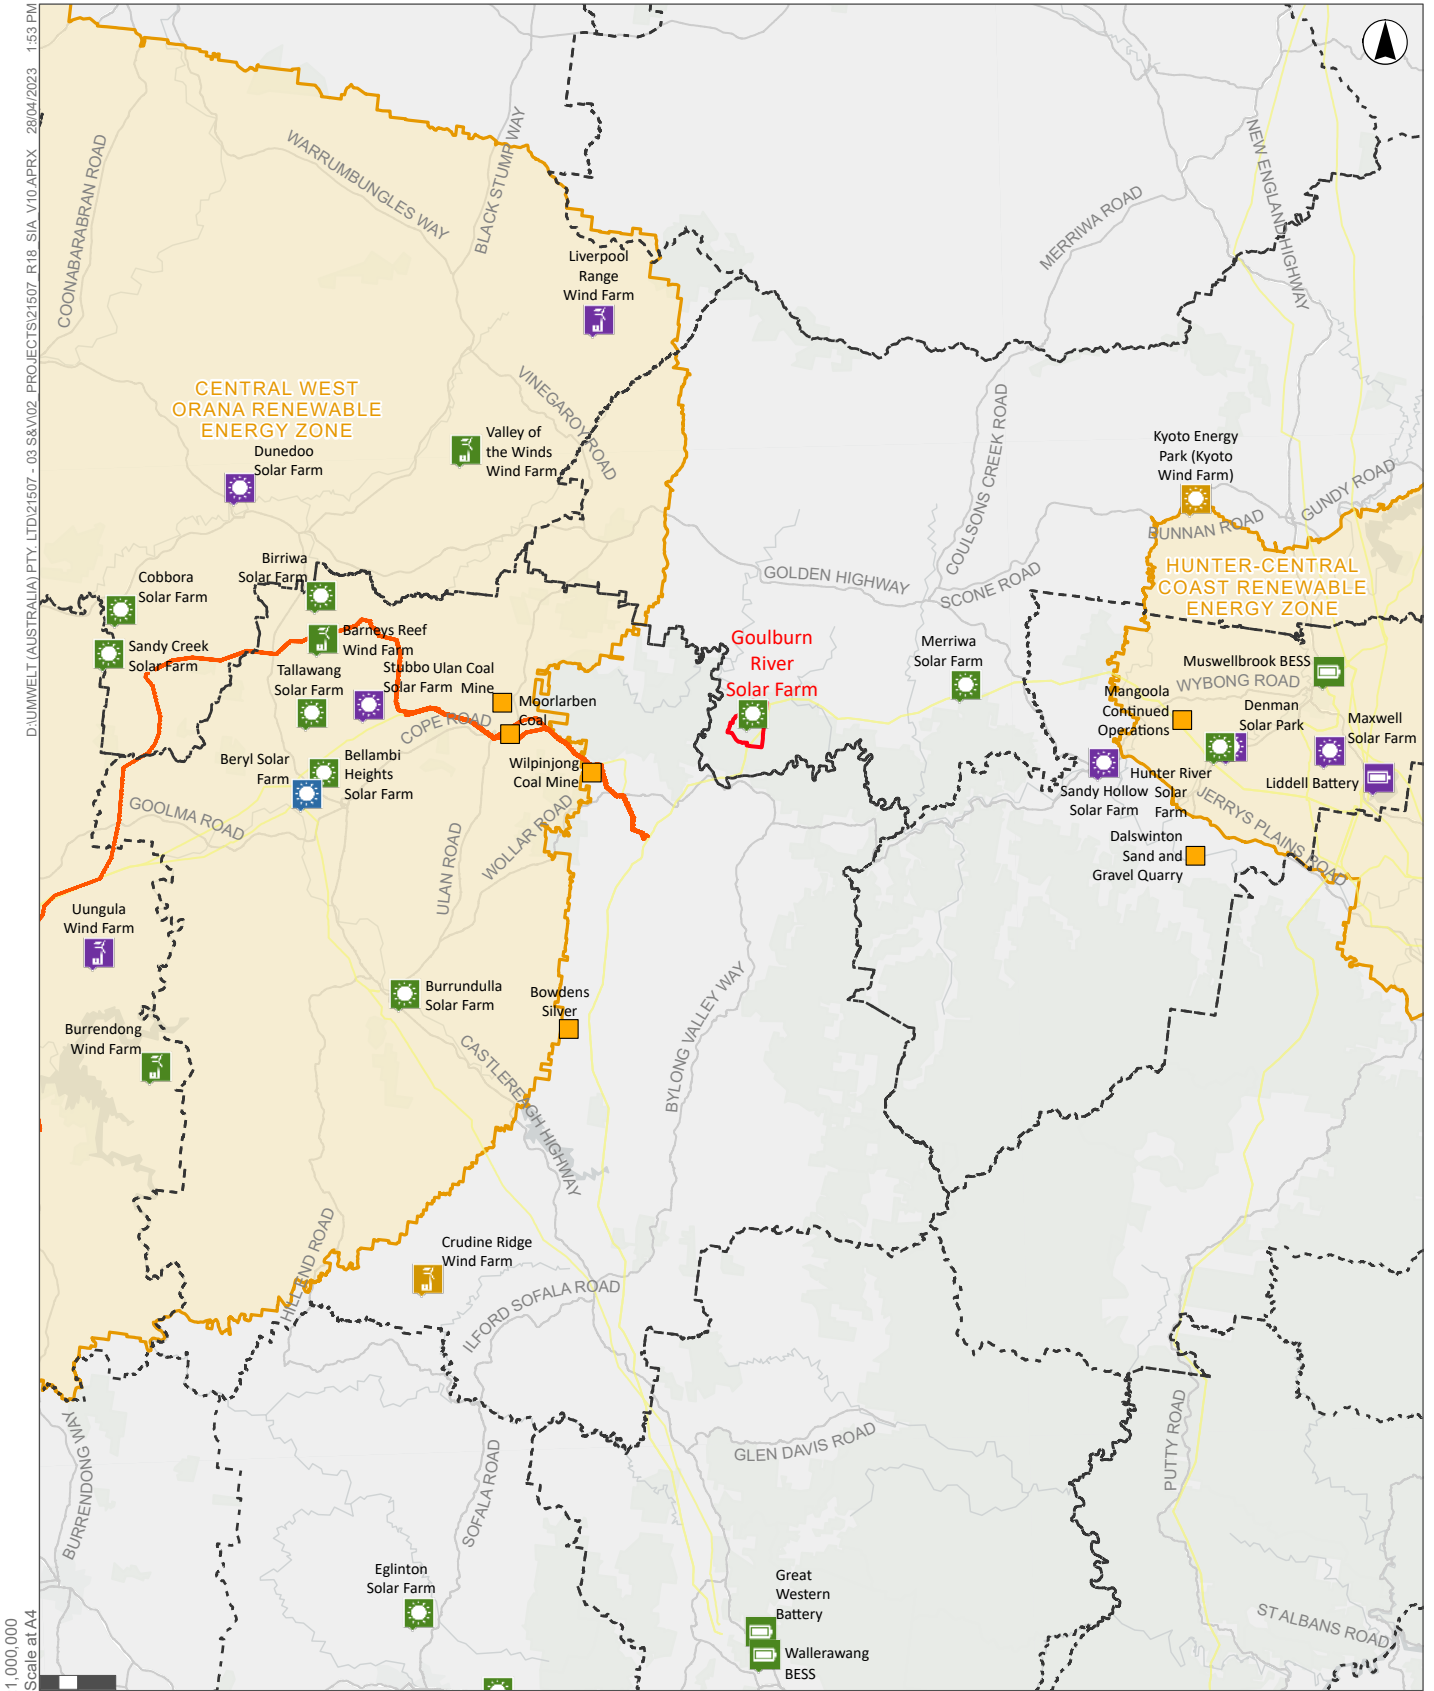 D:\UMWELT (AUSTRALIA) PTY. LTD\21507 - 03 S&V\02_PROJECTS\21507_R18_SIA_V10.APRX 28/04/2023 1:53 PM
COONABARABRAN ROAD
WARRUMBUNGLES WAY
BLACK STUMP WAY
NEW ENGLAND HIGHWAY
MERRIWA ROAD
Liverpool
Range
Wind Farm
CENTRAL WEST
ORANA RENEWABLE
ENERGY ZONE
VINEGAROY ROAD
Dunedoo
Solar Farm
Valley of
the Winds
Wind Farm
COULSONS CREEK ROAD
Kyoto Energy
Park (Kyoto
Wind Farm)
GUNDY ROAD
BUNNAN ROAD
HUNTER-CENTRAL
COAST RENEWABLE
ENERGY ZONE
GOLDEN HIGHWAY
SCONE ROAD
Birriwa
Solar Farm
Cobbora
Solar Farm
Sandy Creek
Solar Farm
Barneys Reef
Wind Farm
Tallawang
Solar Farm
Stubbo
Solar Farm
Ulan Coal
Mine
Moorlarben
Coal
COPE ROAD
Goulburn
River
Solar Farm
Merriwa
Solar Farm
Muswellbrook BESS
WYBONG ROAD
Mangoola
Continued
Operations
Denman
Solar Park
Maxwell
Solar Farm
Liddell Battery
Beryl Solar
Farm
Bellambi
Heights
Solar Farm
Wilpinjong
Coal Mine
GOOLMA ROAD
ULAN ROAD
WOLLAR ROAD
Sandy Hollow
Solar Farm
Hunter River
Solar
Farm
JERRYS PLAINS ROAD
Dalswinton
Sand and
Gravel Quarry
Uungula
Wind Farm
Burrundulla
Solar Farm
Bowdens
Silver
Burrendong
Wind Farm
BYLONG VALLEY WAY
CASTLEREAGH HIGHWAY
HILL END ROAD
Crudine Ridge
Wind Farm
ILFORD SOFALA ROAD
BURRENDONG WAY
SOFALA ROAD
GLEN DAVIS ROAD
PUTTY ROAD
Eglinton
Solar Farm
Great
Western
Battery
Wallerawang
BESS
ST ALBANS ROAD
1,000,000
Scale at A4